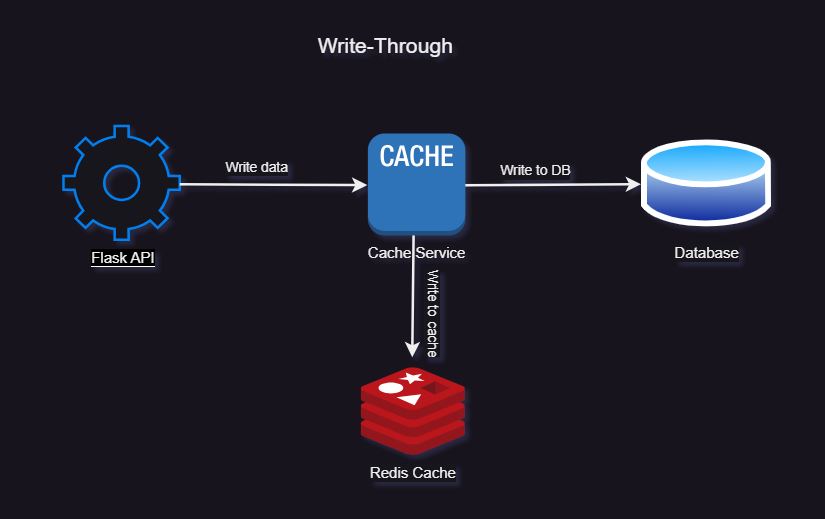 Write-Through
Write data
CACHE
Write to DB
Flask API
Cache Service
Database
Write to cache
Redis Cache